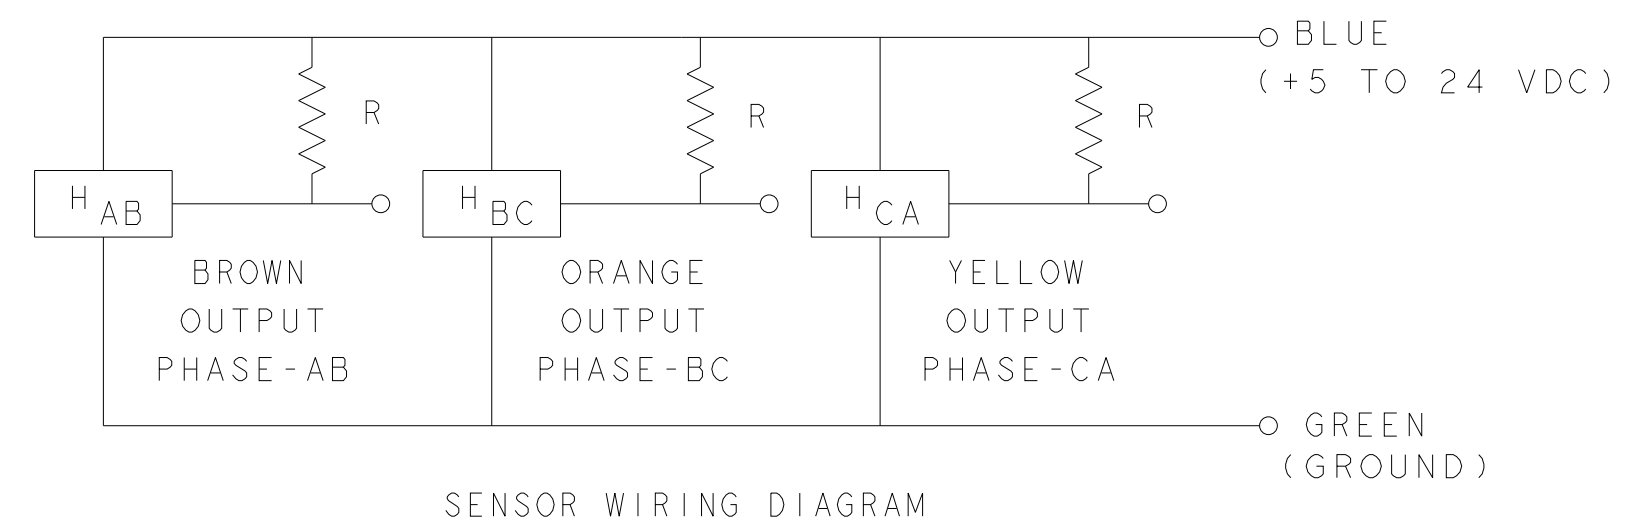 BLUE
(+5 TO 24 VDC)
R
R
R
H AB
H BC
H CA
BROWN
OUTPUT
PHASE-AB
ORANGE
OUTPUT
PHASE-BC
YELLOW
OUTPUT
PHASE-CA
GREEN
(GROUND)
SENSOR WIRING DIAGRAM